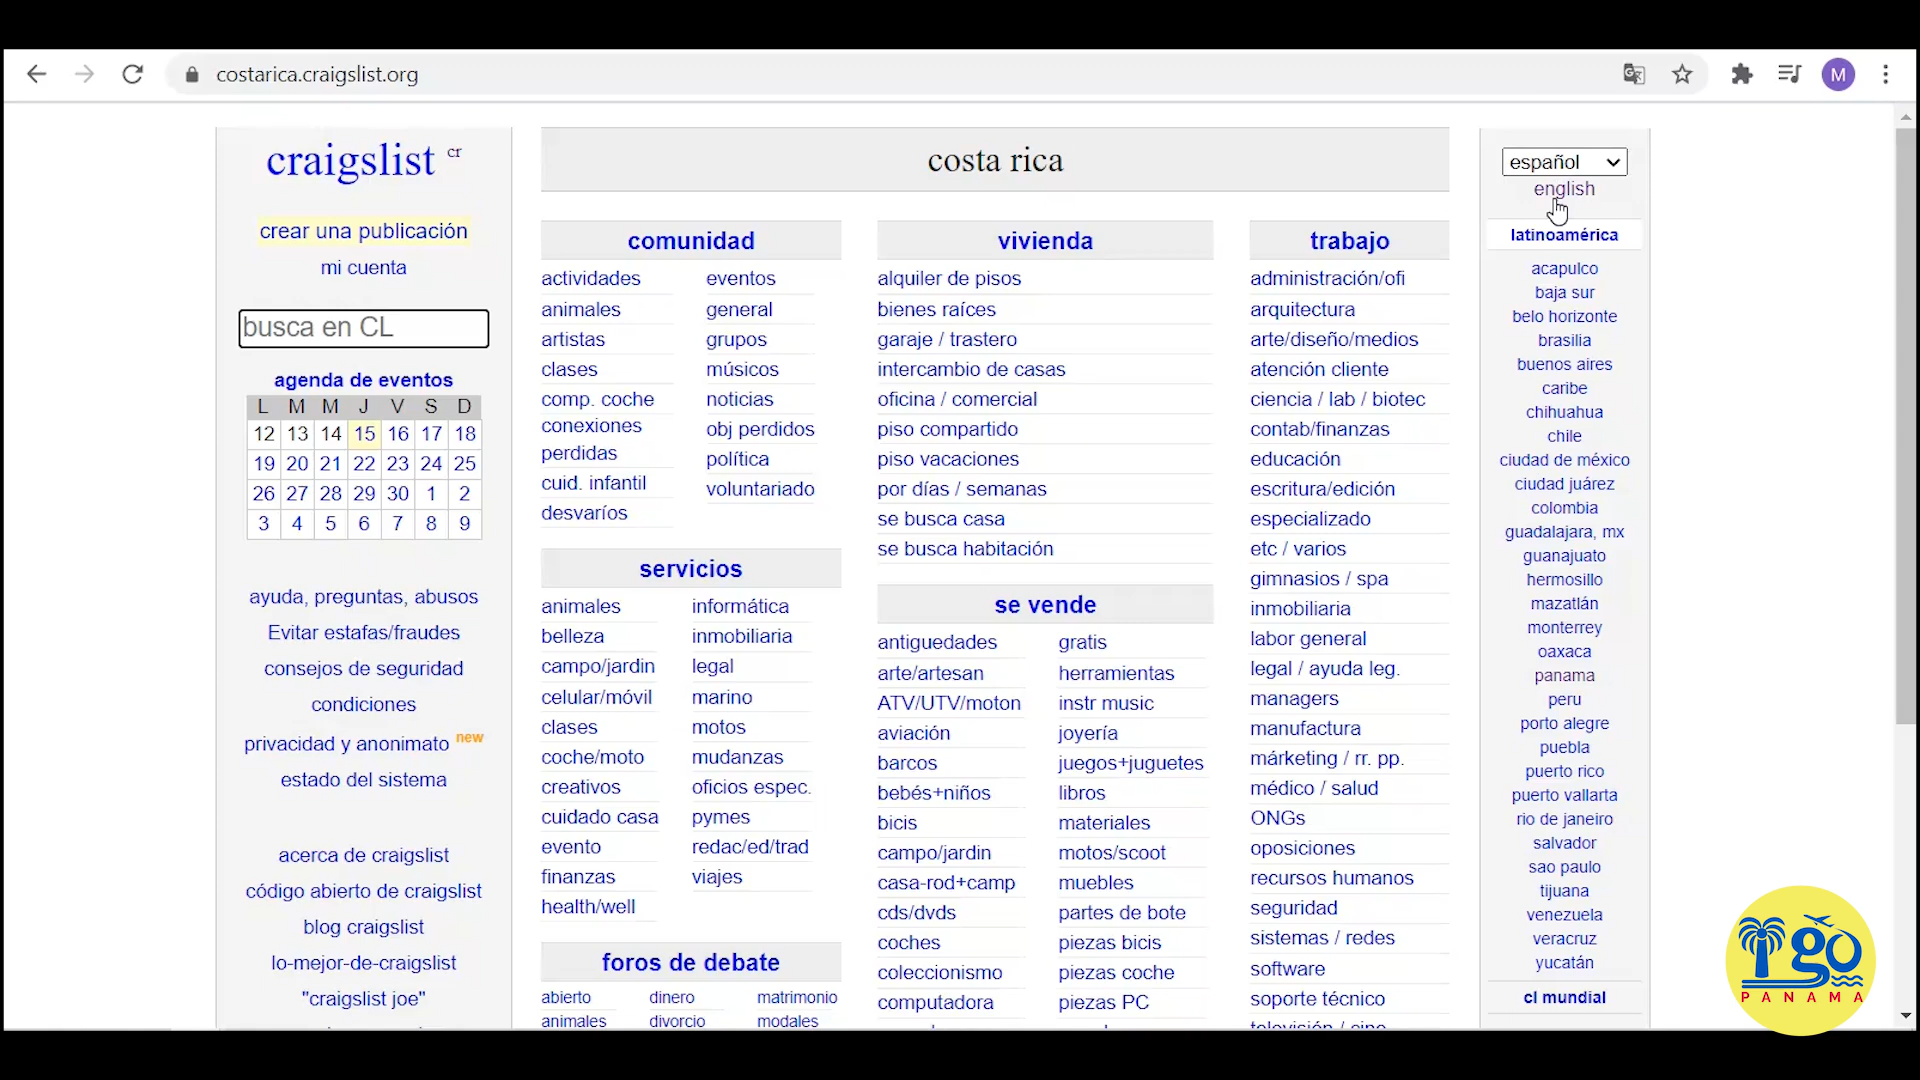 costarica.craigslist.org
M
craigslist cr
crear una publicación
mi cuenta
busca en CL
agenda de eventos
L M M J V S D
12 13 14 15 16 17 18
19 20 21 22 23 24 25
26 27 28 29 30 1 2
3 4 5 6 7 8 9
ayuda, preguntas, abusos
Evitar estafas/fraudes
consejos de seguridad
condiciones
privacidad y anonimato new
estado del sistema
acerca de craigslist
código abierto de craigslist
blog craigslist
lo-mejor-de-craigslist
"craigslist joe"
costa rica
comunidad
actividades
animales
artistas
clases
comp. coche
conexiones
perdidas
cuid. infantil
desvaríos
eventos
general
grupos
músicos
noticias
obj perdidos
política
voluntariado
servicios
animales
belleza
campo/jardin
celular/móvil
clases
coche/moto
creativos
cuidado casa
evento
finanzas
health/well
informática
inmobiliaria
legal
marino
motos
mudanzas
oficios espec.
pymes
redac/ed/trad
viajes
foros de debate
abierto
animales
dinero
divorcio
matrimonio
modales
vivienda
alquiler de pisos
bienes raíces
garaje / trastero
intercambio de casas
oficina / comercial
piso compartido
piso vacaciones
por días / semanas
se busca casa
se busca habitación
se vende
antiguedades
arte/artesan
ATV/UTV/moton
aviación
barcos
bebés+niños
bicis
campo/jardin
casa-rod+camp
cds/dvds
coches
coleccionismo
computadora
gratis
herramientas
instr music
joyería
juegos+juguetes
libros
materiales
motos/scoot
muebles
partes de bote
piezas bicis
piezas coche
piezas PC
trabajo
administración/ofi
arquitectura
arte/diseño/medios
atención cliente
ciencia / lab / biotec
contab/finanzas
educación
escritura/edición
especializado
etc / varios
gimnasios / spa
inmobiliaria
labor general
legal / ayuda leg.
managers
manufactura
márketing / rr. pp.
médico / salud
ONGs
oposiciones
recursos humanos
seguridad
sistemas / redes
software
soporte técnico
televisión / cine
español
english
latinoamérica
acapulco
baja sur
belo horizonte
brasilia
buenos aires
caribe
chihuahua
chile
ciudad de méxico
ciudad juárez
colombia
guadalajara, mx
guanajuato
hermosillo
mazatlán
monterrey
oaxaca
panama
peru
porto alegre
puebla
puerto rico
puerto vallarta
rio de janeiro
salvador
sao paulo
tijuana
venezuela
veracruz
yucatán
cl mundial
go
PANAMA